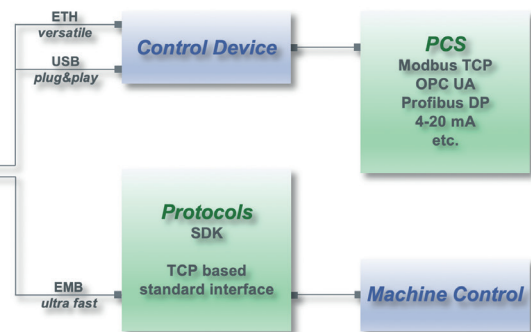 ETH
versatile
USB
plug&play
Control Device
PCS
Modbus TCP
OPC UA
Profibus DP
4-20 mA
etc.
EMB
ultra fast
Protocols
SDK
TCP based
standard interface
Machine Control